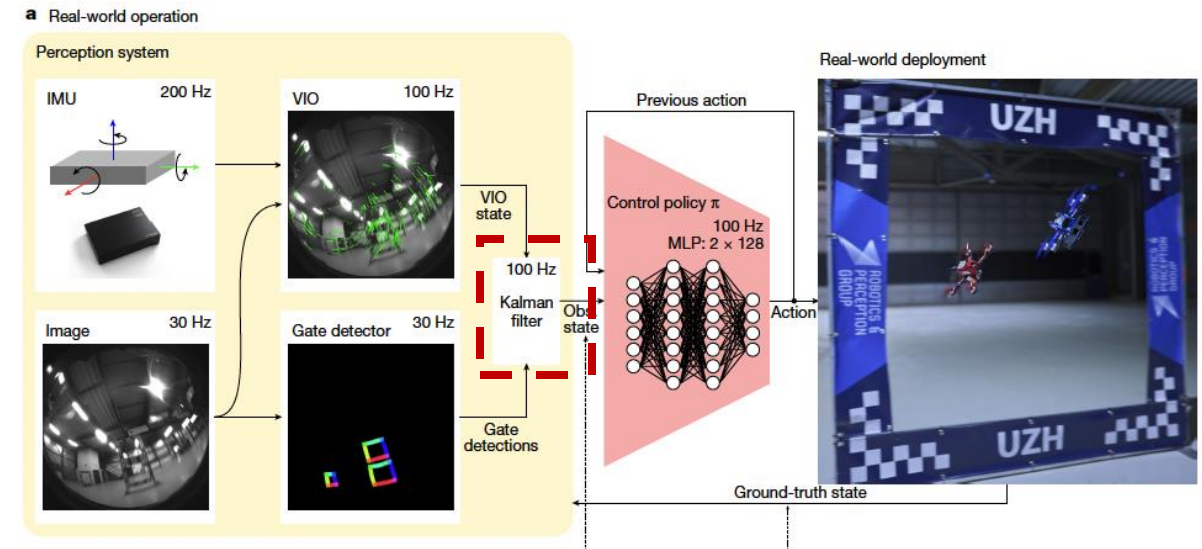 a Real-world operation
Perception system
IMU
200 Hz
VIO
100 Hz
Image
30 Hz
Gate detector
30 Hz
VIO
state
100 Hz
Kalman
filter
Gate
detections
Obs
state
Previous action
Control policy π
100 Hz
MLP: 2 × 128
Action
Real-world deployment
UZH
ROBOTICS &
PERCEPTION
GROUP
ROBOTICS &
PERCEPTION
GROUP
UZH
Ground-truth state